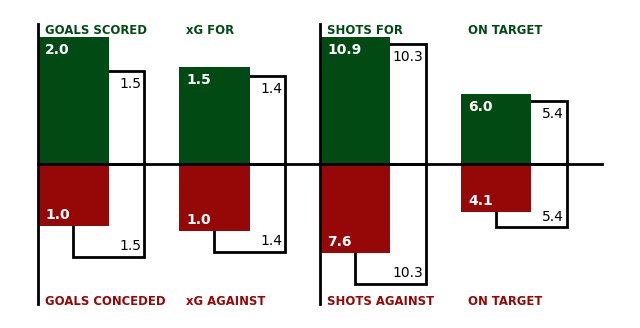 GOALS SCORED xG FOR SHOTS FOR ON TARGET
2.0 1.5 1.5 1.4 10.9 10.3 6.0 5.4
1.0 1.5 1.0 1.4 7.6 10.3 4.1 5.4
GOALS CONCEDED xG AGAINST SHOTS AGAINST ON TARGET